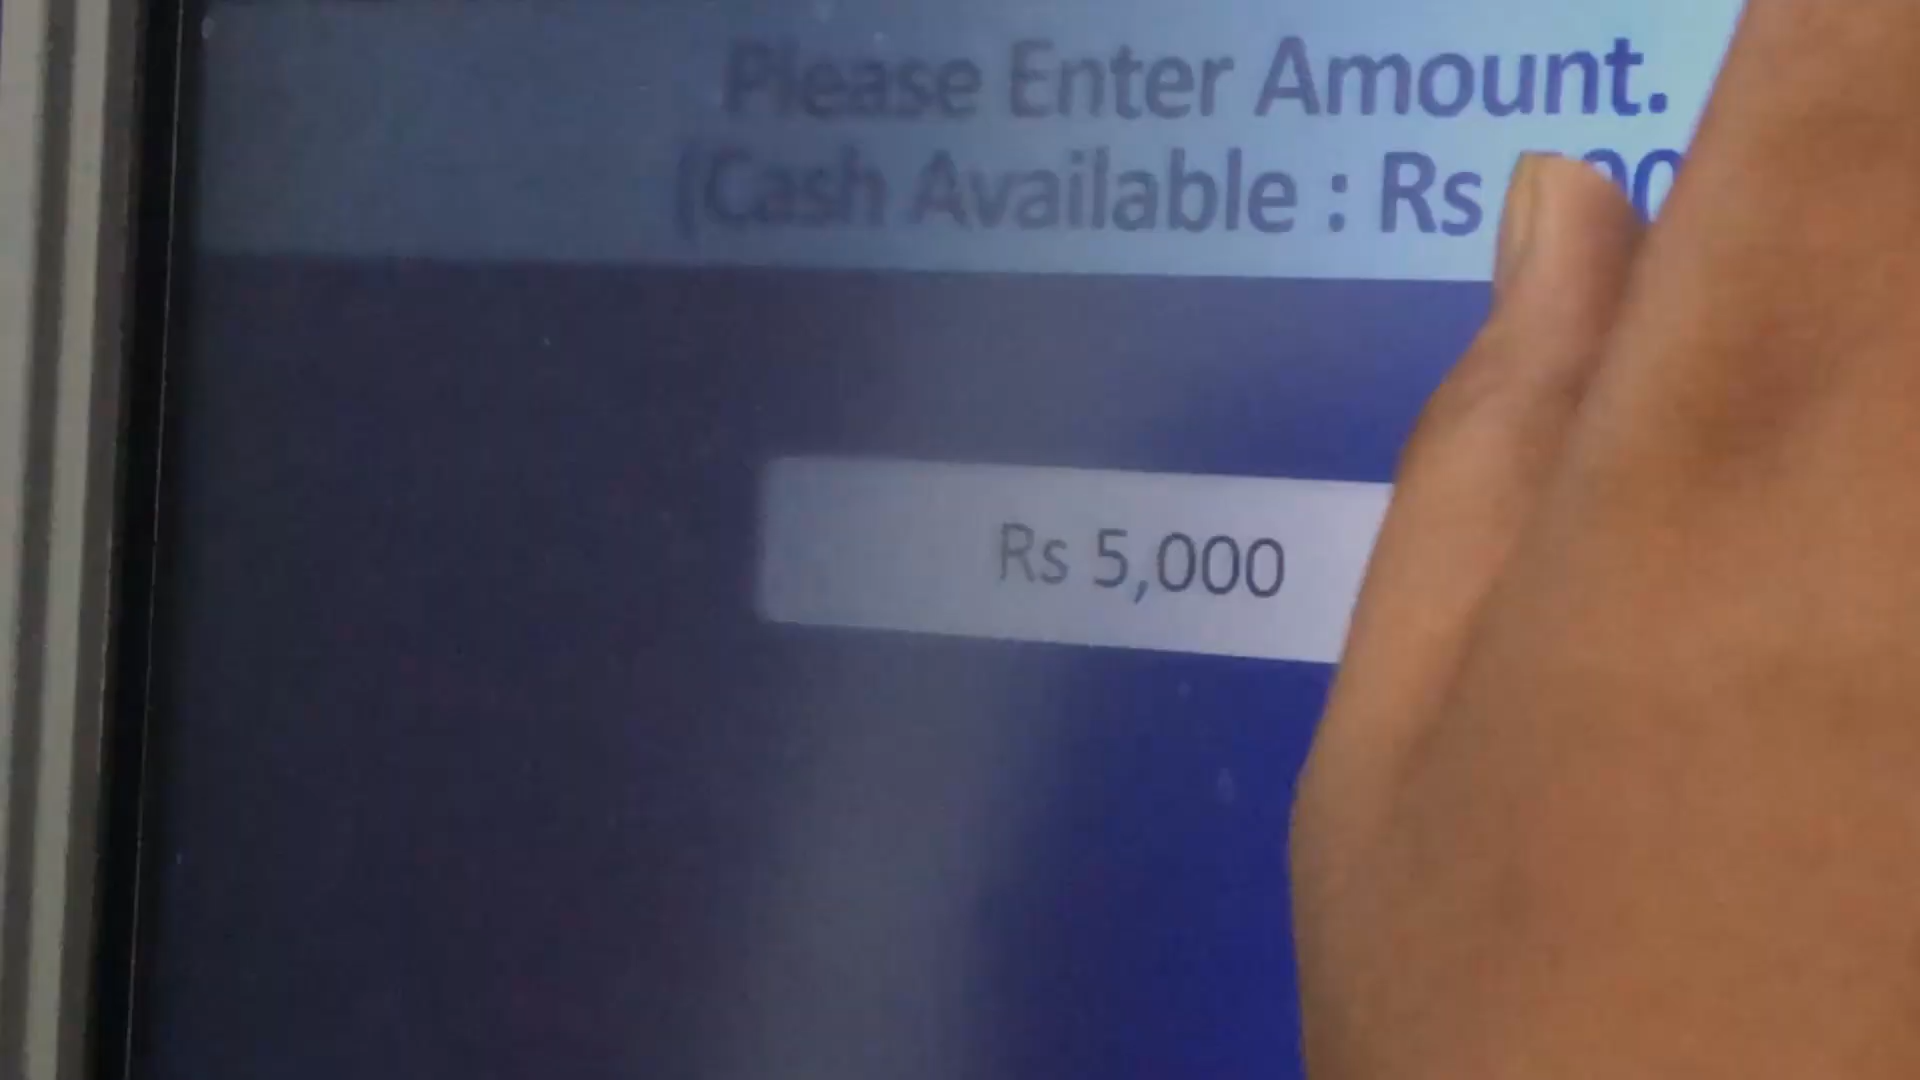 Please Enter Amount.
(Cash Available : Rs
Rs 5,000